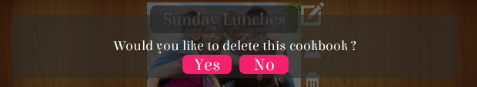 Sunday Lunches
Would you like to delete this cookbook ?
Yes No